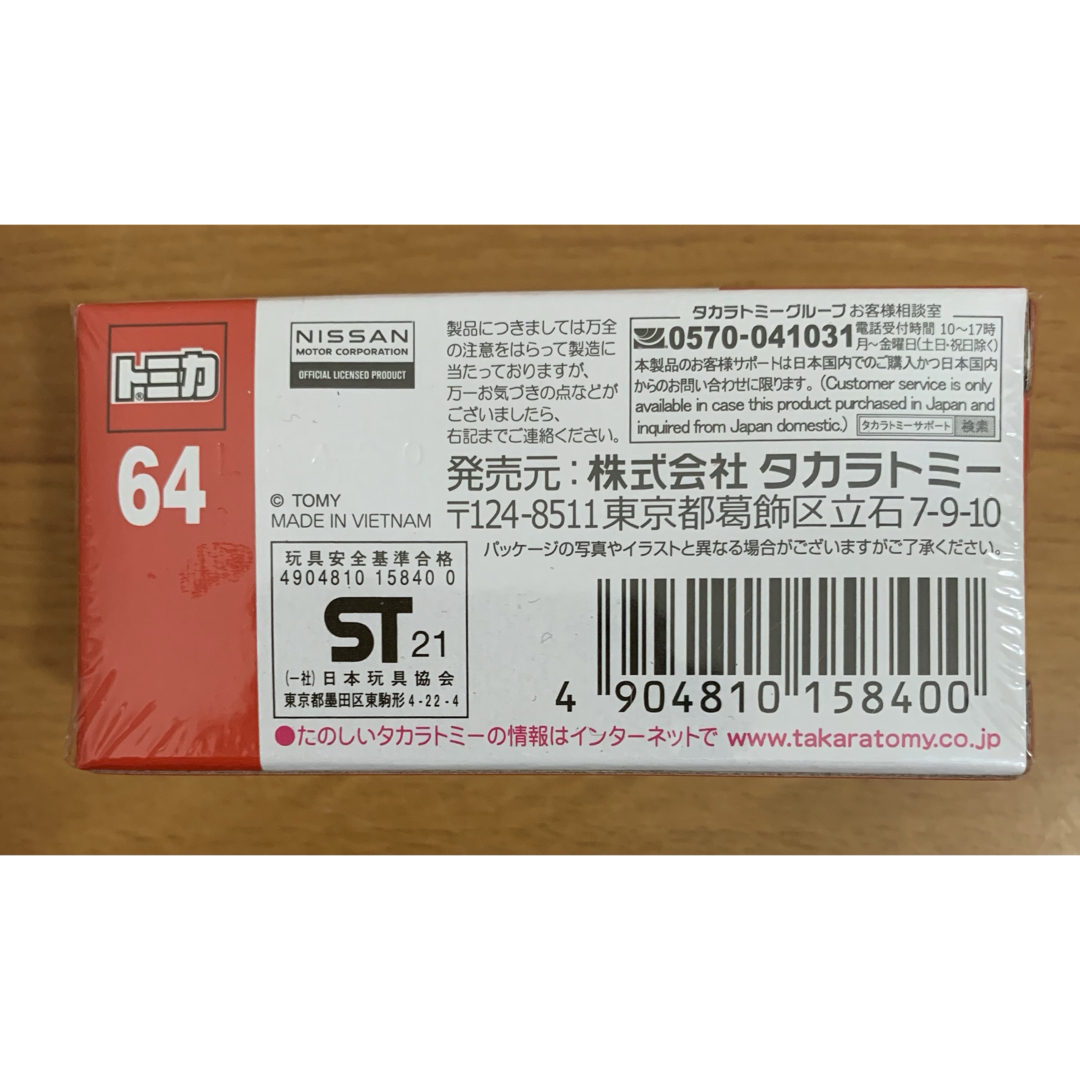 トミカ
®
64
NISSAN
MOTOR CORPORATION
OFFICIAL LICENSED PRODUCT
© TOMY
MADE IN VIETNAM
製品につきましては万全
の注意をはらって製造に
当たっておりますが、
万一お気づきの点などが
ございましたら、
右記までご連絡ください。
タカラトミーグループ お客様相談室
0570-041031 電話受付時間 10～17時
月～金曜日(土日・祝日除く)
本製品のお客様サポートは日本国内でのご購入かつ日本国内
からのお問い合わせに限ります。(Customer service is only
available in case this product purchased in Japan and
inquired from Japan domestic.) タカラトミーサポート 検索
発売元：株式会社 タカラトミー
〒124-8511 東京都葛飾区立石7-9-10
パッケージの写真やイラストと異なる場合がございますがご了承ください。
玩具安全基準合格
4904810 15840 0
ST 21
(一社)日本玩具協会
東京都墨田区東駒形4-22-4
4 904810 158400
●たのしいタカラトミーの情報はインターネットで www.takaratomy.co.jp